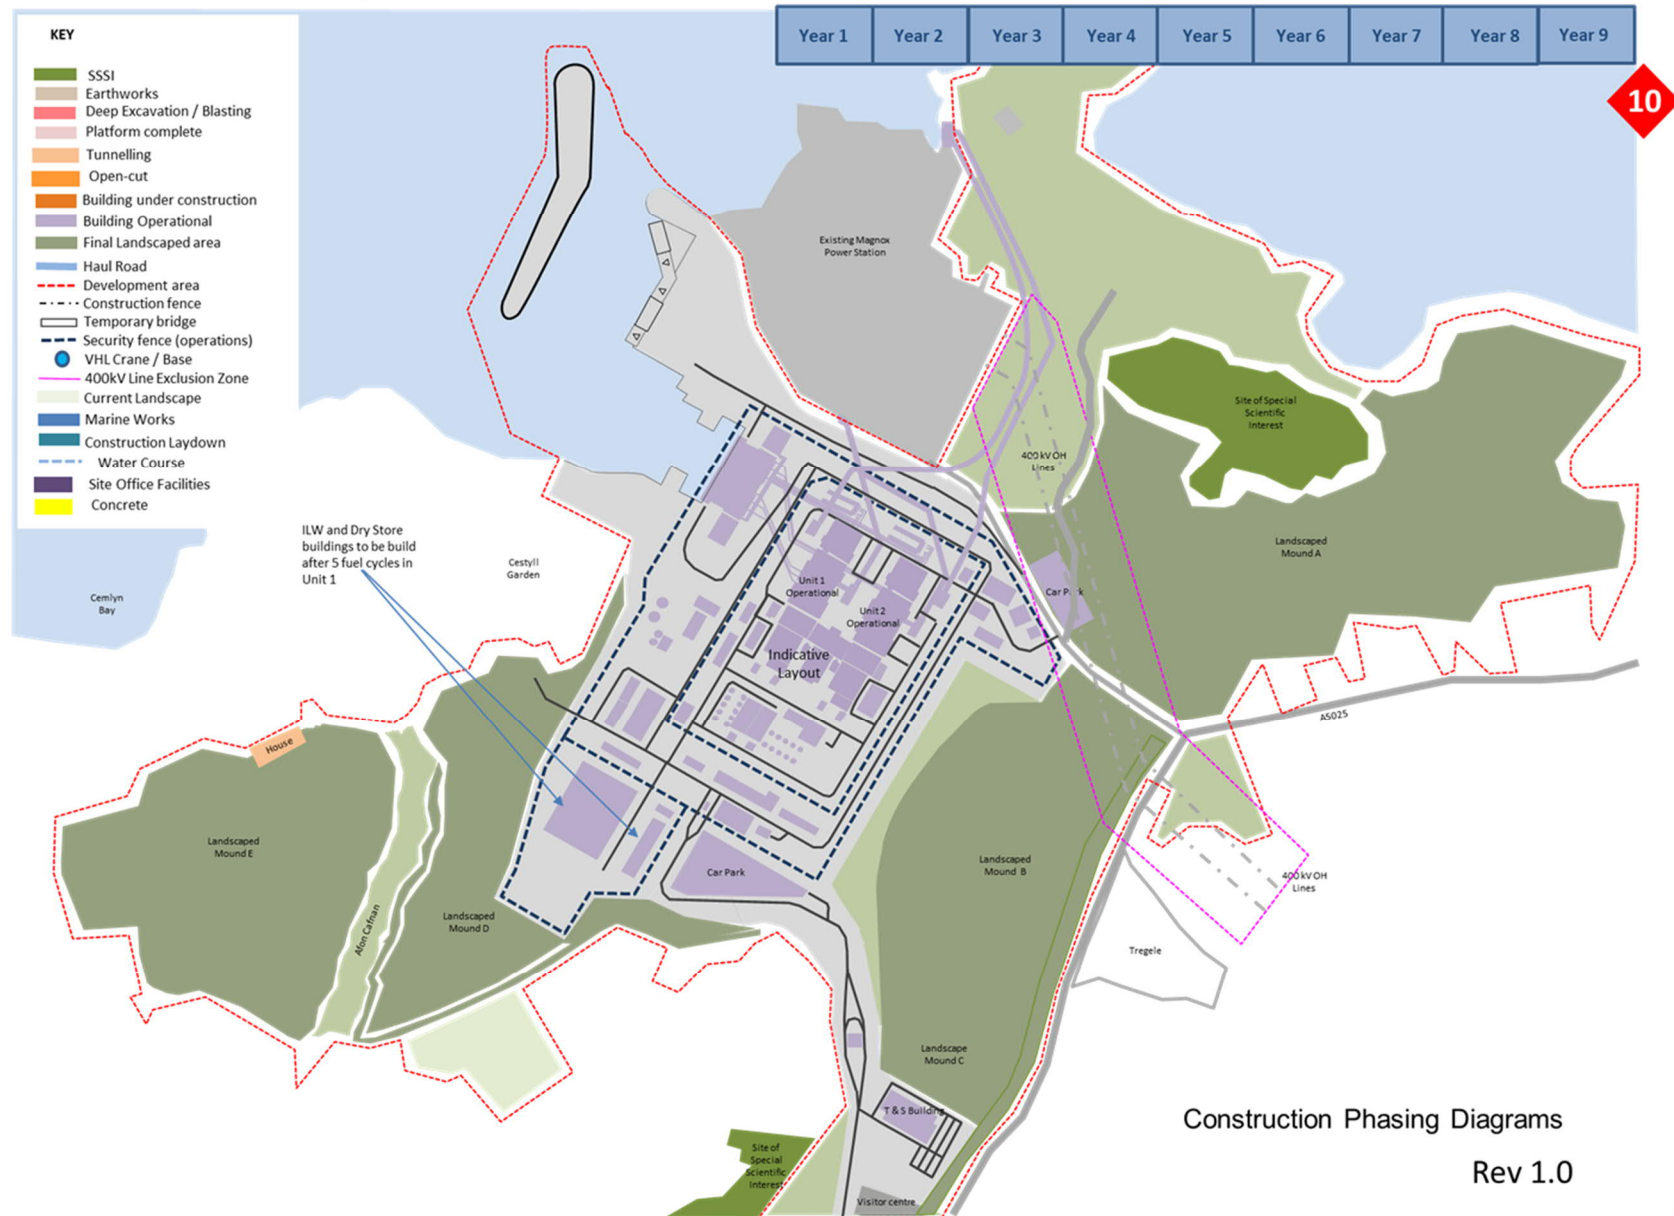 Year 1
Year 2
Year 3
Year 4
Year 5
Year 6
Year 7
Year 8
Year 9
10
KEY
SSSI
Earthworks
Deep Excavation / Blasting
Platform complete
Tunnelling
Open-cut
Building under construction
Building Operational
Final Landscaped area
Haul Road
Development area
Construction fence
Temporary bridge
Security fence (operations)
VHL Crane / Base
400kV Line Exclusion Zone
Current Landscape
Marine Works
Construction Laydown
Water Course
Site Office Facilities
Concrete
Existing Magnox
Power Station
Site of Special
Scientific
Interest
400 kV OH
Lines
Landscaped
Mound A
ILW and Dry Store
buildings to be build
after 5 fuel cycles in
Unit 1
Cestyll
Garden
Cemlyn
Bay
Unit 1
Operational
Unit 2
Operational
Car Park
Indicative
Layout
A5025
House
Landscaped
Mound E
Afon Cafnan
Landscaped
Mound D
Car Park
Landscaped
Mound B
400 kV OH
Lines
Tregele
Landscape
Mound C
T & S Building
Site of
Special
Scientific
Interest
Visitor centre
Construction Phasing Diagrams
Rev 1.0